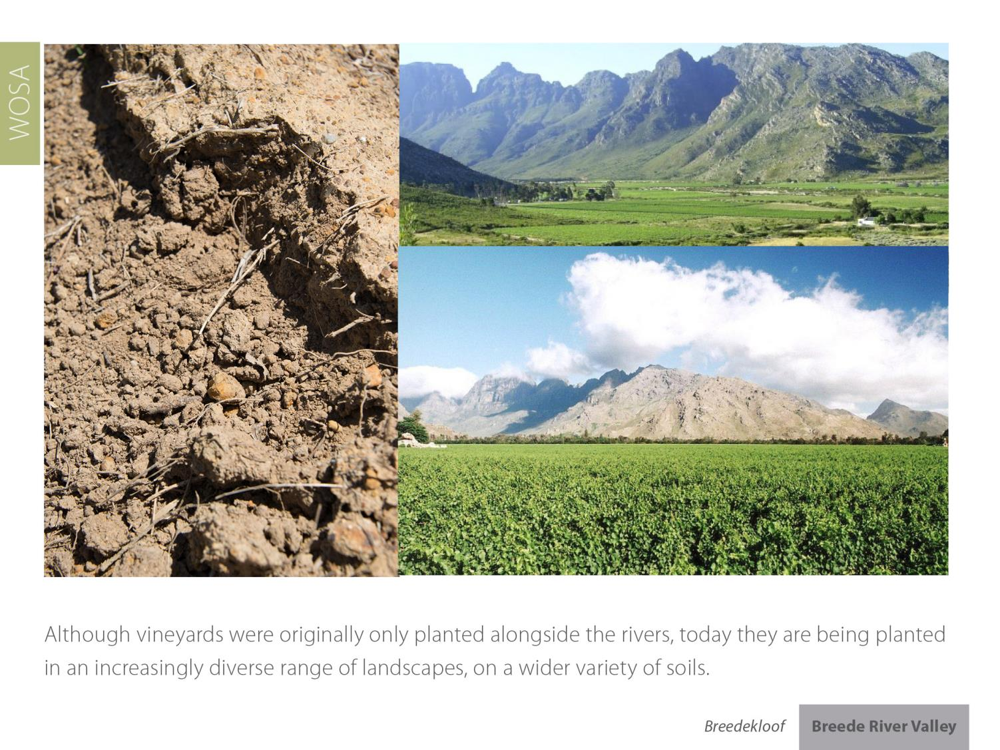 WOSA
Although vineyards were originally only planted alongside the rivers, today they are being planted
in an increasingly diverse range of landscapes, on a wider variety of soils.
Breedekloof
Breede River Valley